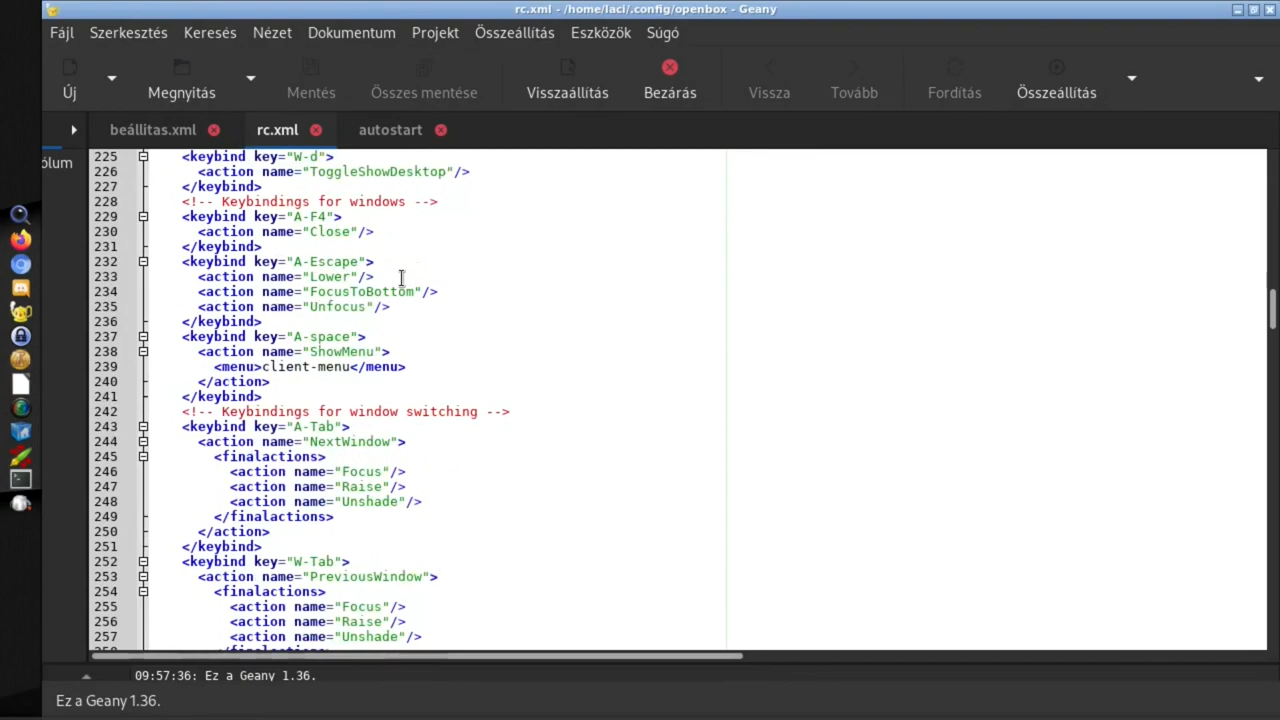 rc.xml - /home/laci/.config/openbox - Geany
Fájl Szerkesztés Keresés Nézet Dokumentum Projekt Összeállítás Eszközök Súgó
Új Megnyitás Mentés Összes mentése Visszaállítás Bezárás Vissza Tovább Fordítás Összeállítás
beállitas.xml rc.xml autostart
ólum
225 <keybind key="W-d">
226 <action name="ToggleShowDesktop"/>
227 </keybind>
228 <!-- Keybindings for windows -->
229 <keybind key="A-F4">
230 <action name="Close"/>
231 </keybind>
232 <keybind key="A-Escape">
233 <action name="Lower"/>
234 <action name="FocusToBottom"/>
235 <action name="Unfocus"/>
236 </keybind>
237 <keybind key="A-space">
238 <action name="ShowMenu">
239 <menu>client-menu</menu>
240 </action>
241 </keybind>
242 <!-- Keybindings for window switching -->
243 <keybind key="A-Tab">
244 <action name="NextWindow">
245 <finalactions>
246 <action name="Focus"/>
247 <action name="Raise"/>
248 <action name="Unshade"/>
249 </finalactions>
250 </action>
251 </keybind>
252 <keybind key="W-Tab">
253 <action name="PreviousWindow">
254 <finalactions>
255 <action name="Focus"/>
256 <action name="Raise"/>
257 <action name="Unshade"/>
09:57:36: Ez a Geany 1.36.
Ez a Geany 1.36.